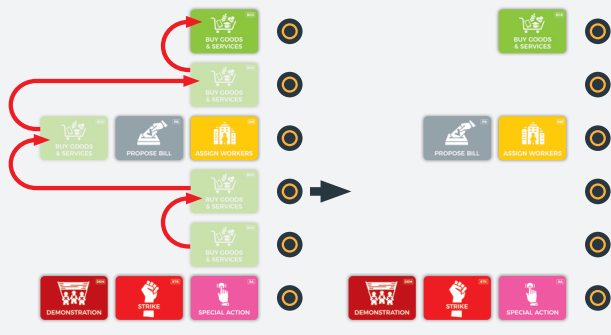 BUY GOODS
& SERVICES
BUY GOODS
& SERVICES
BUY GOODS
& SERVICES
PROPOSE BILL
ASSIGN WORKERS
BUY GOODS
& SERVICES
BUY GOODS
& SERVICES
DEMONSTRATION
STRIKE
SPECIAL ACTION
BUY GOODS
& SERVICES
PROPOSE BILL
ASSIGN WORKERS
DEMONSTRATION
STRIKE
SPECIAL ACTION